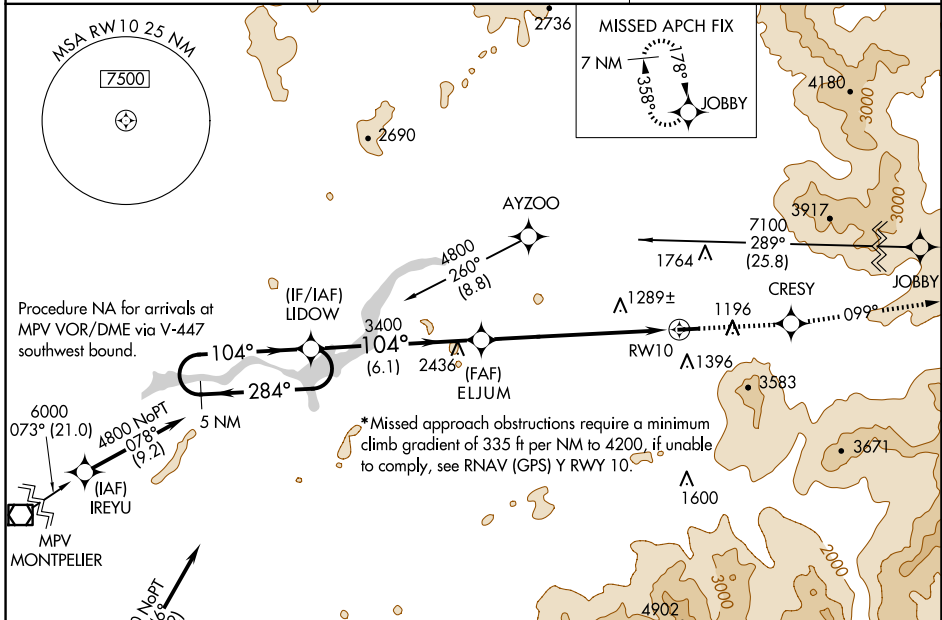 MSA RW10 25 NM
7500
2736
MISSED APCH FIX
7 NM
178°
358°
JOBBY
4180
3000
2690
AYZOO
4800
260°
(8.8)
3917
3000
7100
289°
(25.8)
1764
JOBBY
Procedure NA for arrivals at
MPV VOR/DME via V-447
southwest bound.
(IF/IAF)
LIDOW
3400
104°
(6.1)
2436
(FAF)
ELJUM
1289±
RW10
1196
CRESY
099°
1396
3583
104°
284°
5 NM
6000
073° (21.0)
4800 NoPT
078°
(9.2)
(IAF)
IREYU
MPV
MONTPELIER
*Missed approach obstructions require a minimum
climb gradient of 335 ft per NM to 4200, if unable
to comply, see RNAV (GPS) Y RWY 10.
3671
1600
2000
3000
4902
NoPT